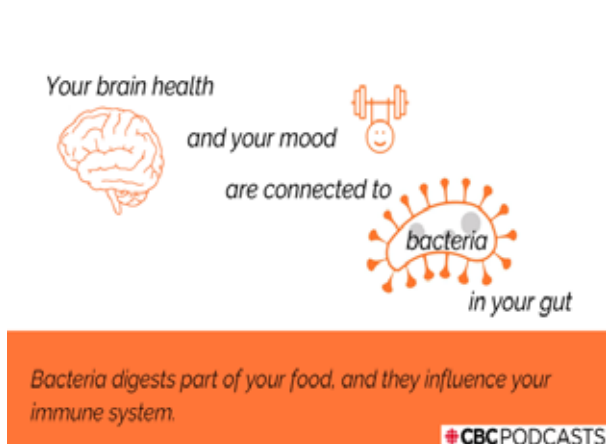 Your brain health
and your mood
are connected to
bacteria
in your gut
Bacteria digests part of your food, and they influence your
immune system.
CBC PODCASTS